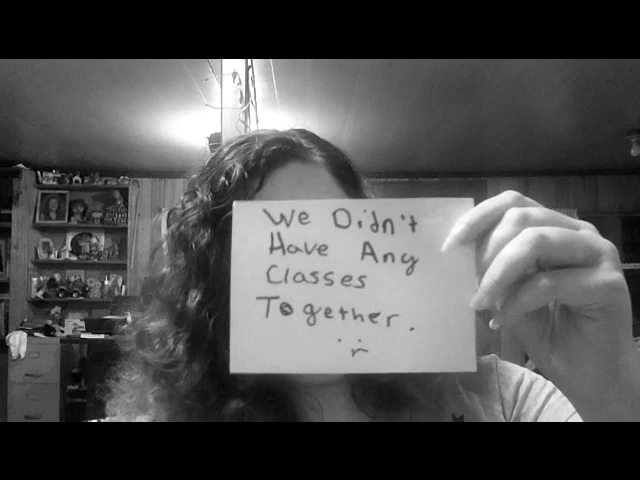 We Didn't
Have Any
Classes
Together.
:(